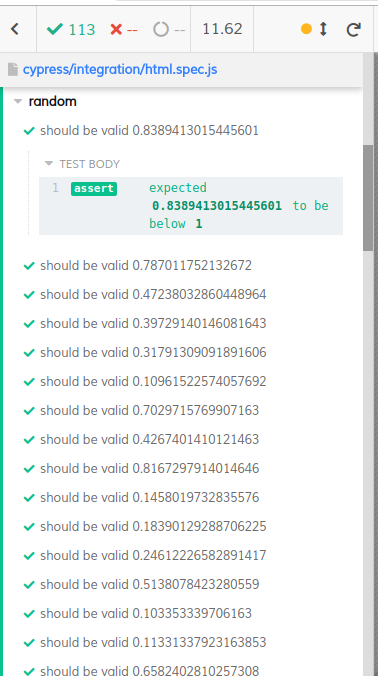 113 -- -- 11.62
cypress/integration/html.spec.js
random
should be valid 0.8389413015445601
TEST BODY
1 assert expected
0.8389413015445601 to be
below 1
should be valid 0.787011752132672
should be valid 0.47238032860448964
should be valid 0.39729140146081643
should be valid 0.31791309091891606
should be valid 0.10961522574057692
should be valid 0.7029715769907163
should be valid 0.4267401410121463
should be valid 0.8167297914014646
should be valid 0.1458019732835576
should be valid 0.18390129288706225
should be valid 0.24612226582891417
should be valid 0.5138078423280559
should be valid 0.103353339706163
should be valid 0.11331337923163853
should be valid 0.6582402810257308